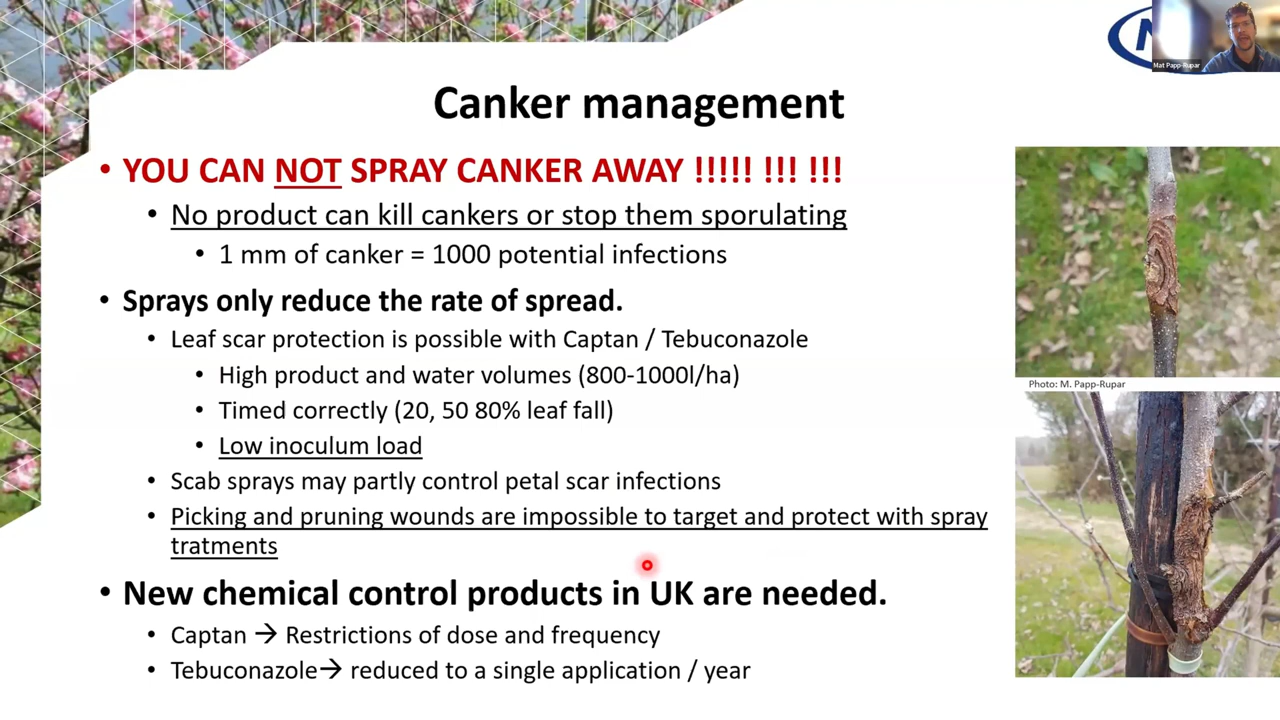 Mat Papp-Rupar
Canker management
• YOU CAN NOT SPRAY CANKER AWAY !!!!! !!! !!!
• No product can kill cankers or stop them sporulating
• 1 mm of canker = 1000 potential infections
• Sprays only reduce the rate of spread.
• Leaf scar protection is possible with Captan / Tebuconazole
• High product and water volumes (800-1000l/ha)
• Timed correctly (20, 50 80% leaf fall)
• Low inoculum load
• Scab sprays may partly control petal scar infections
• Picking and pruning wounds are impossible to target and protect with spray
tratments
• New chemical control products in UK are needed.
• Captan → Restrictions of dose and frequency
• Tebuconazole→ reduced to a single application / year
Photo: M. Papp-Rupar